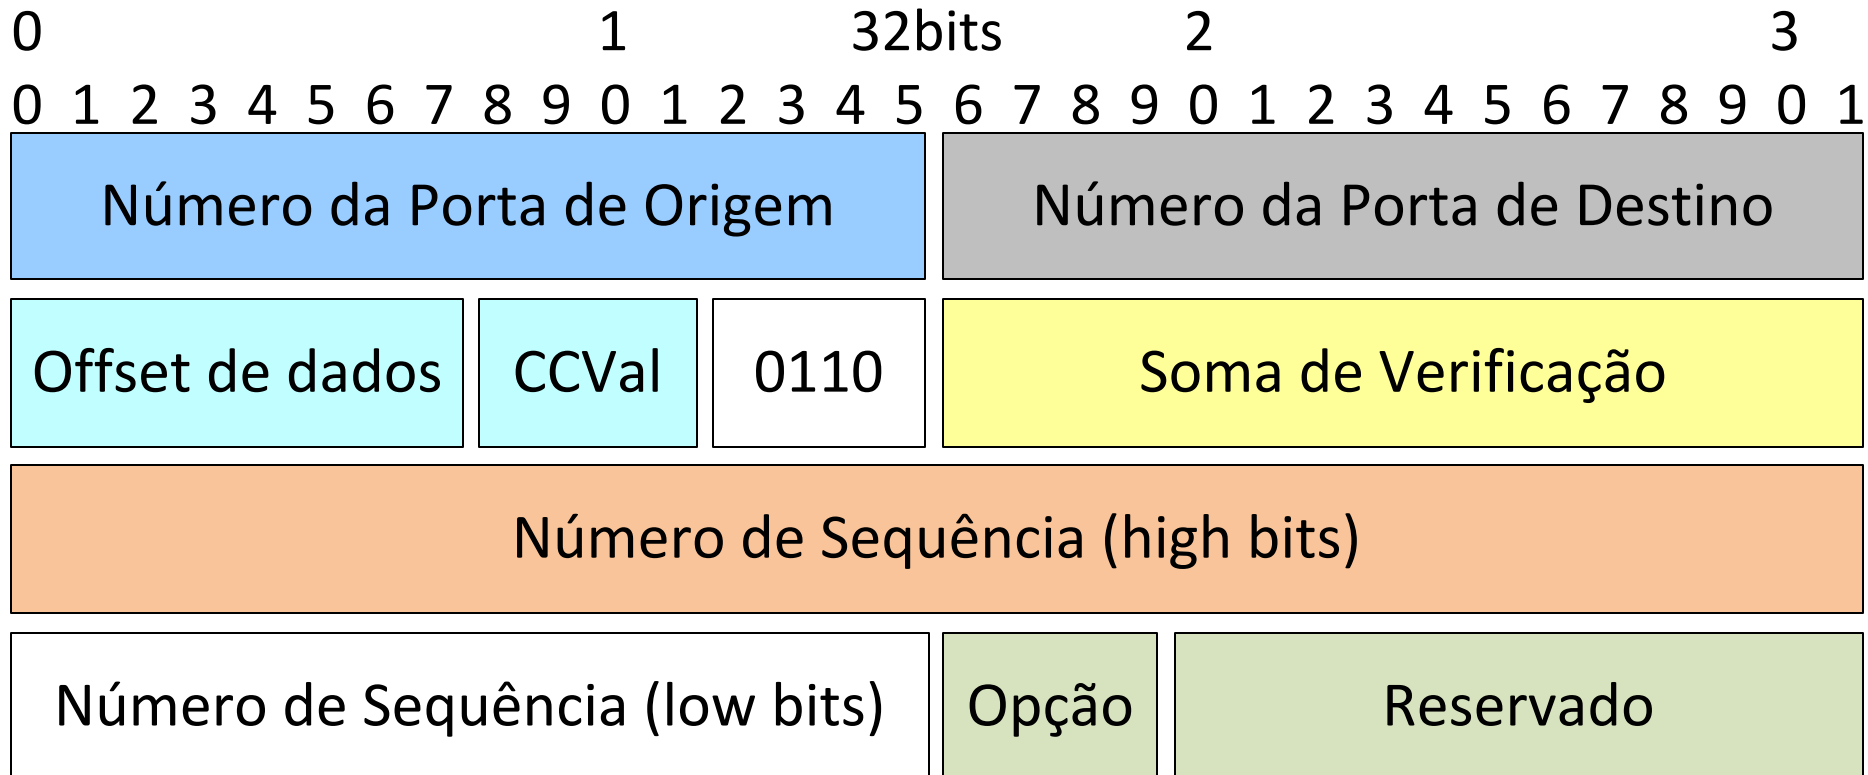 0 1 32bits 2 3
0 1 2 3 4 5 6 7 8 9 0 1 2 3 4 5 6 7 8 9 0 1 2 3 4 5 6 7 8 9 0 1
Número da Porta de Origem Número da Porta de Destino
Offset de dados CCVal 0110 Soma de Verificação
Número de Sequência (high bits)
Número de Sequência (low bits) Opção Reservado